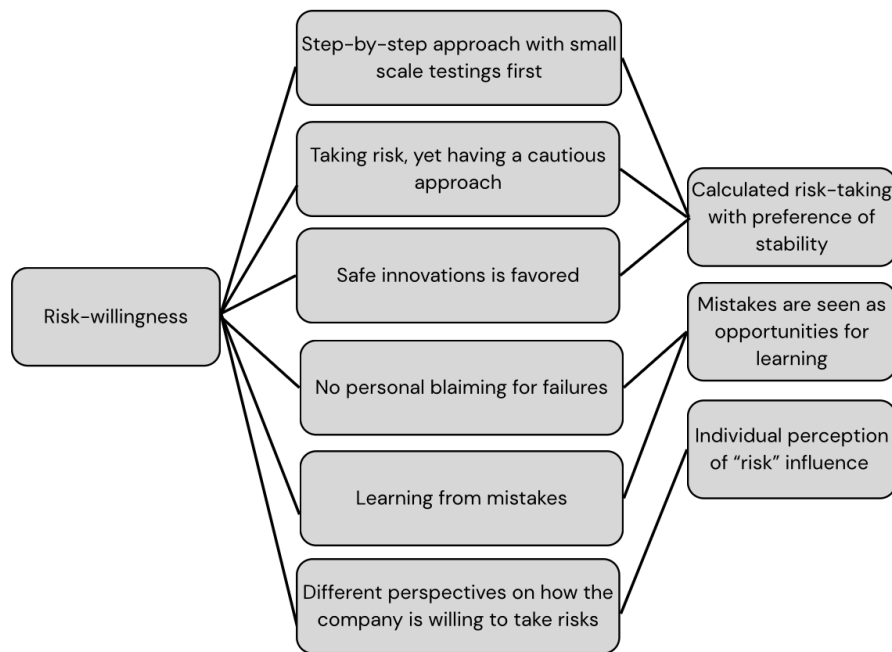 Risk-willingness
Step-by-step approach with small
scale testings first
Taking risk, yet having a cautious
approach
Safe innovations is favored
No personal blaiming for failures
Learning from mistakes
Different perspectives on how the
company is willing to take risks
Calculated risk-taking
with preference of
stability
Mistakes are seen as
opportunities for
learning
Individual perception
of “risk” influence